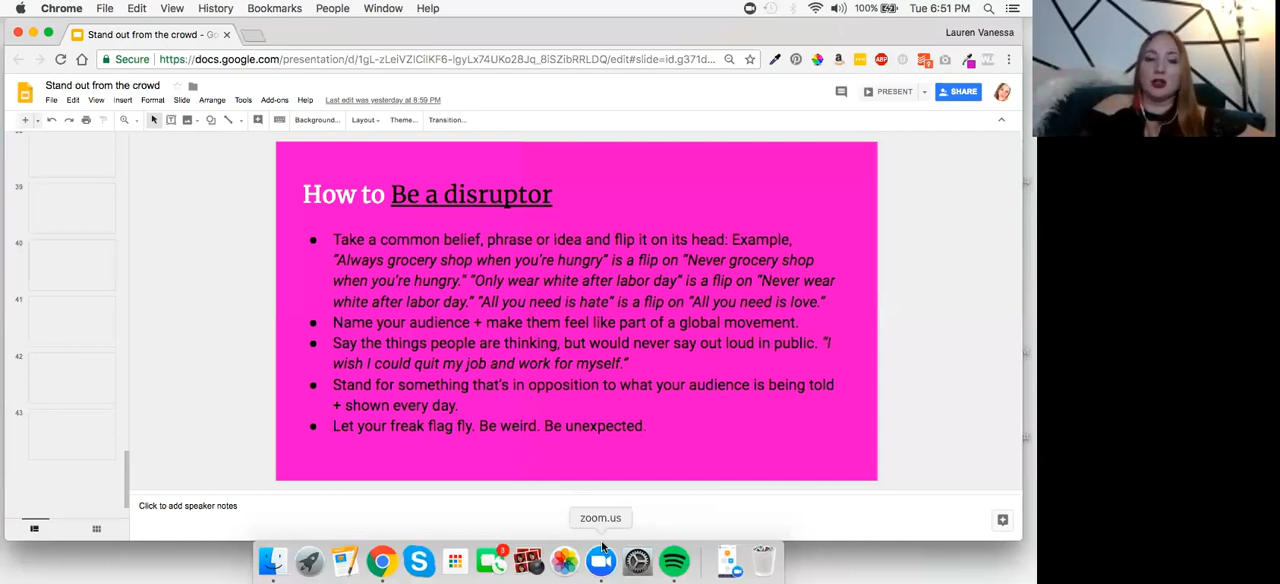 Chrome File Edit View History Bookmarks People Window Help 100% Tue 6:51 PM
Stand out from the crowd - Go Lauren Vanessa
Secure
Stand out from the crowd
File Edit View Insert Format Slide Arrange Tools Add-ons Help Last edit was yesterday at 8:59 PM
PRESENT SHARE
Background... Layout Theme... Transition...
39
40
41
42
43
How to Be a disruptor
● Take a common belief, phrase or idea and flip it on its head: Example,
“Always grocery shop when you’re hungry” is a flip on “Never grocery shop
when you’re hungry.” “Only wear white after labor day” is a flip on “Never wear
white after labor day.” “All you need is hate” is a flip on “All you need is love.”
● Name your audience + make them feel like part of a global movement.
● Say the things people are thinking, but would never say out loud in public. “I
wish I could quit my job and work for myself.”
● Stand for something that’s in opposition to what your audience is being told
+ shown every day.
● Let your freak flag fly. Be weird. Be unexpected.
Click to add speaker notes
zoom.us
3